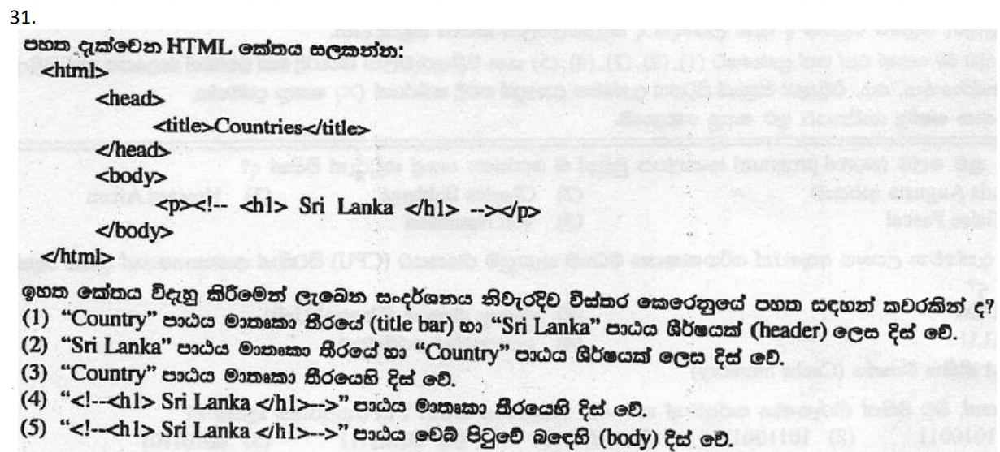 31.
පහත දැක්වෙන HTML කේතය සලකන්න:
<html>
<head>
<title>Countries</title>
</head>
<body>
<p><!-- <h1> Sri Lanka </h1> --></p>
</body>
</html>
ඉහත කේතය විදැහු කිරීමෙන් ලැබෙන සංදර්ශනය නිවැරදිව විස්තර කෙරෙනුයේ පහත සඳහන් කවරකින් ද?
(1) “Country” පාඨය මාතෘකා තීරයේ (title bar) හා “Sri Lanka” පාඨය ශීර්ෂයක් (header) ලෙස දිස් වේ.
(2) “Sri Lanka” පාඨය මාතෘකා තීරයේ හා “Country” පාඨය ශීර්ෂයක් ලෙස දිස් වේ.
(3) “Country” පාඨය මාතෘකා තීරයෙහි දිස් වේ.
(4) “<!--<h1> Sri Lanka </h1>-->” පාඨය මාතෘකා තීරයෙහි දිස් වේ.
(5) “<!--<h1> Sri Lanka </h1>-->” පාඨය වෙබ් පිටුවේ බඳෙහි (body) දිස් වේ.